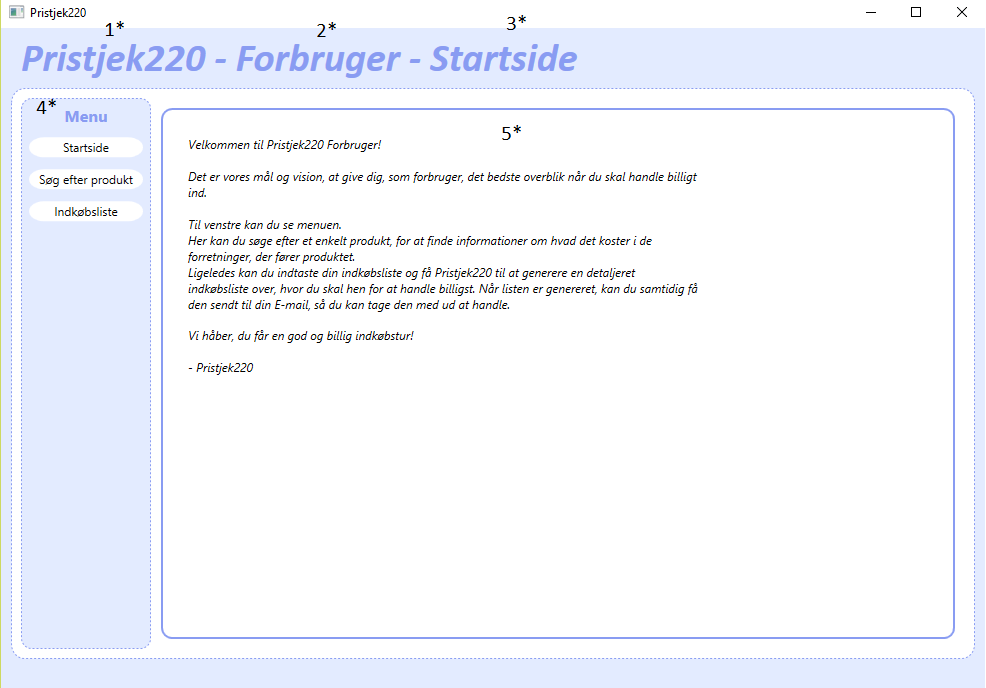 Pristjek220
1* 2* 3*
Pristjek220 - Forbruger - Startside
4*
Menu
Startside
Søg efter produkt
Indkøbsliste
5*
Velkommen til Pristjek220 Forbruger!
Det er vores mål og vision, at give dig, som forbruger, det bedste overblik når du skal handle billigt
ind.
Til venstre kan du se menuen.
Her kan du søge efter et enkelt produkt, for at finde informationer om hvad det koster i de
forretninger, der fører produktet.
Ligeledes kan du indtaste din indkøbsliste og få Pristjek220 til at generere en detaljeret
indkøbsliste over, hvor du skal hen for at handle billigst. Når listen er genereret, kan du samtidig få
den sendt til din E-mail, så du kan tage den med ud at handle.
Vi håber, du får en god og billig indkøbstur!
- Pristjek220